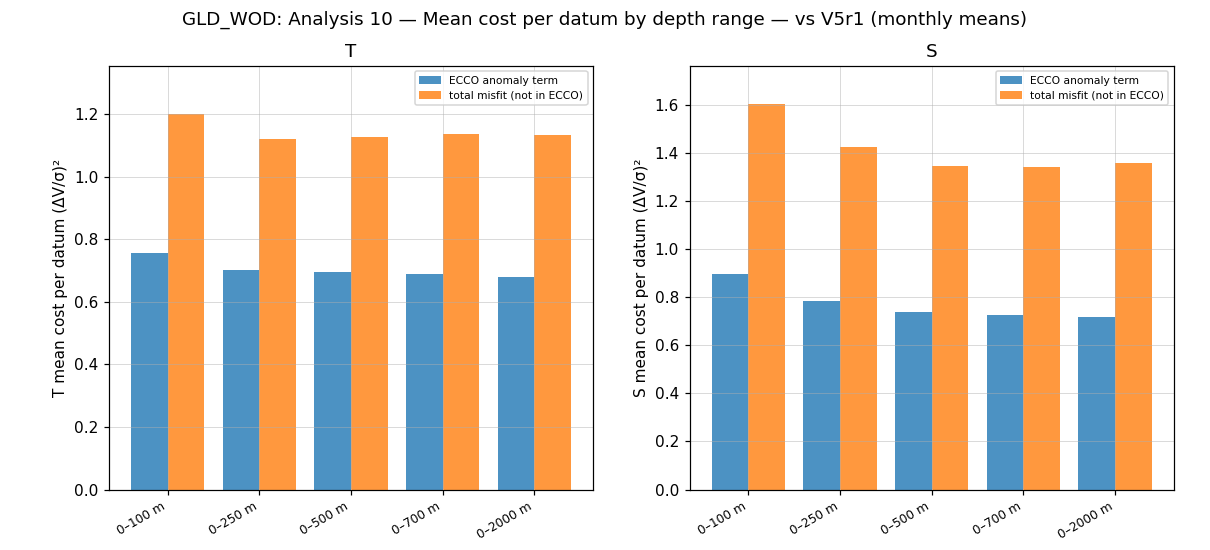 GLD_WOD: Analysis 10 — Mean cost per datum by depth range — vs V5r1 (monthly means)
T
T mean cost per datum (ΔV/σ)²
1.2
1.0
0.8
0.6
0.4
0.2
0.0
ECCO anomaly term
total misfit (not in ECCO)
0–100 m
0–250 m
0–500 m
0–700 m
0–2000 m
S
S mean cost per datum (ΔV/σ)²
1.6
1.4
1.2
1.0
0.8
0.6
0.4
0.2
0.0
ECCO anomaly term
total misfit (not in ECCO)
0–100 m
0–250 m
0–500 m
0–700 m
0–2000 m